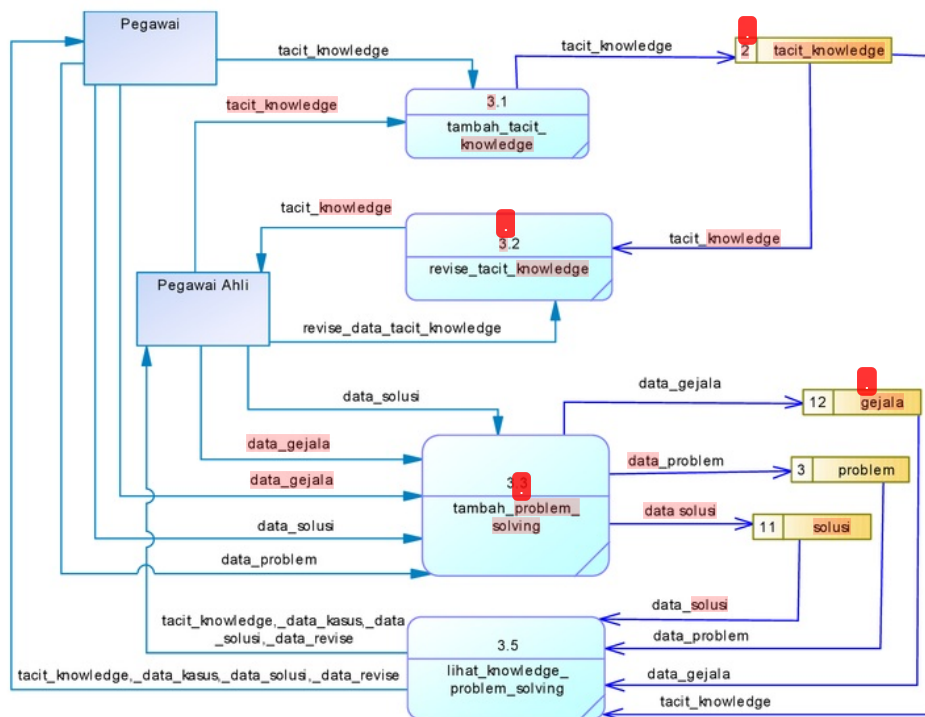 Pegawai
tacit_knowledge
tacit_knowledge
2 tacit_knowledge
tacit_knowledge
3.1
tambah_tacit_
knowledge
tacit_knowledge
3.2
revise_tacit_knowledge
tacit_knowledge
Pegawai Ahli
revise_data_tacit_knowledge
data_solusi
data_gejala
12 gejala
data_gejala
data_gejala
3.3
tambah_problem_
solving
data_problem
3 problem
data solusi
11 solusi
data_solusi
data_problem
tacit_knowledge,_data_kasus,_data
_solusi,_data_revise
data_solusi
3.5
lihat_knowledge_
problem_solving
data_problem
tacit_knowledge,_data_kasus,_data_solusi,_data_revise
data_gejala
tacit_knowledge